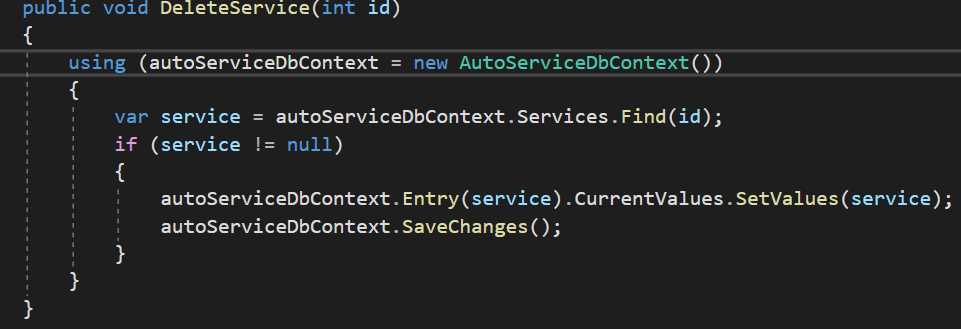 public void DeleteService(int id)
{
using (autoServiceDbContext = new AutoServiceDbContext())
{
var service = autoServiceDbContext.Services.Find(id);
if (service != null)
{
autoServiceDbContext.Entry(service).CurrentValues.SetValues(service);
autoServiceDbContext.SaveChanges();
}
}
}